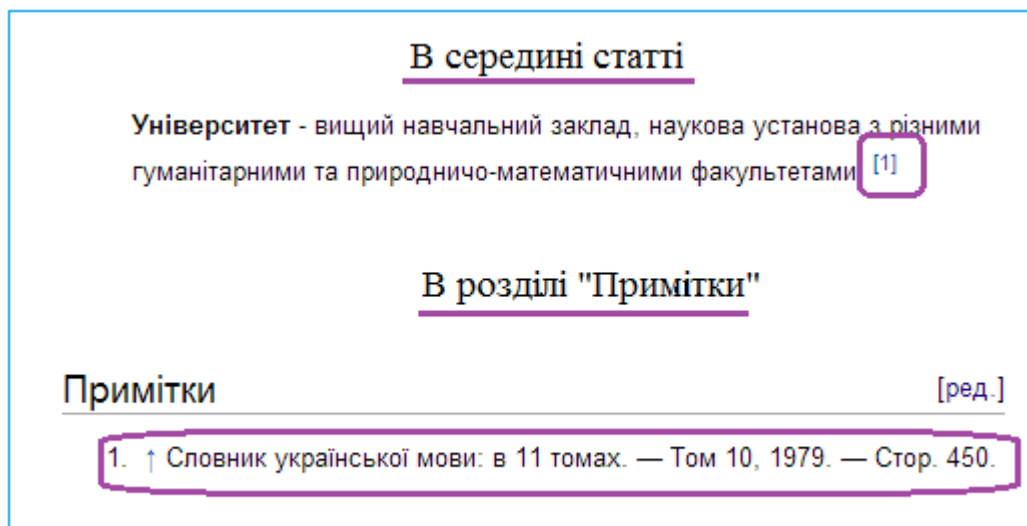 В середині статті
Університет - вищий навчальний заклад, наукова установа з різними
гуманітарними та природничо-математичними факультетами [1]
В розділі "Примітки"
Примітки [ред.]
1. ↑ Словник української мови: в 11 томах. — Том 10, 1979. — Стор. 450.